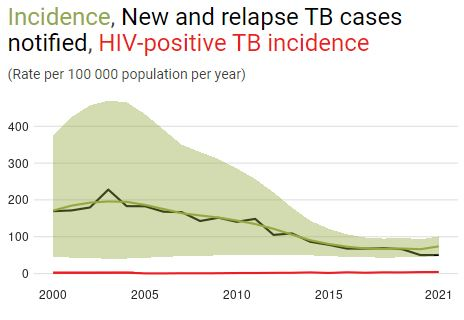 Incidence, New and relapse TB cases
notified, HIV-positive TB incidence
(Rate per 100 000 population per year)
400
300
200
100
0
2000 2005 2010 2015 2021